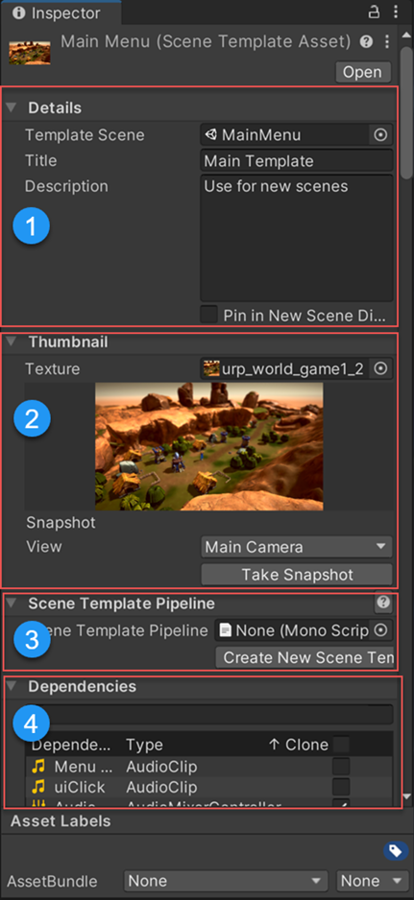 Inspector
Main Menu (Scene Template Asset)
Open
Details
Template Scene MainMenu
Title Main Template
Description Use for new scenes
1
Pin in New Scene Di...
Thumbnail
Texture urp_world_game1_2
2
Snapshot
View Main Camera
Take Snapshot
Scene Template Pipeline
3 ene Template Pipeline None (Mono Scrip
Create New Scene Ten
Dependencies
4
Depende... Type ↑ Clone
Menu ... AudioClip
uiClick AudioClip
Audio AudioMixerController
Asset Labels
AssetBundle None None